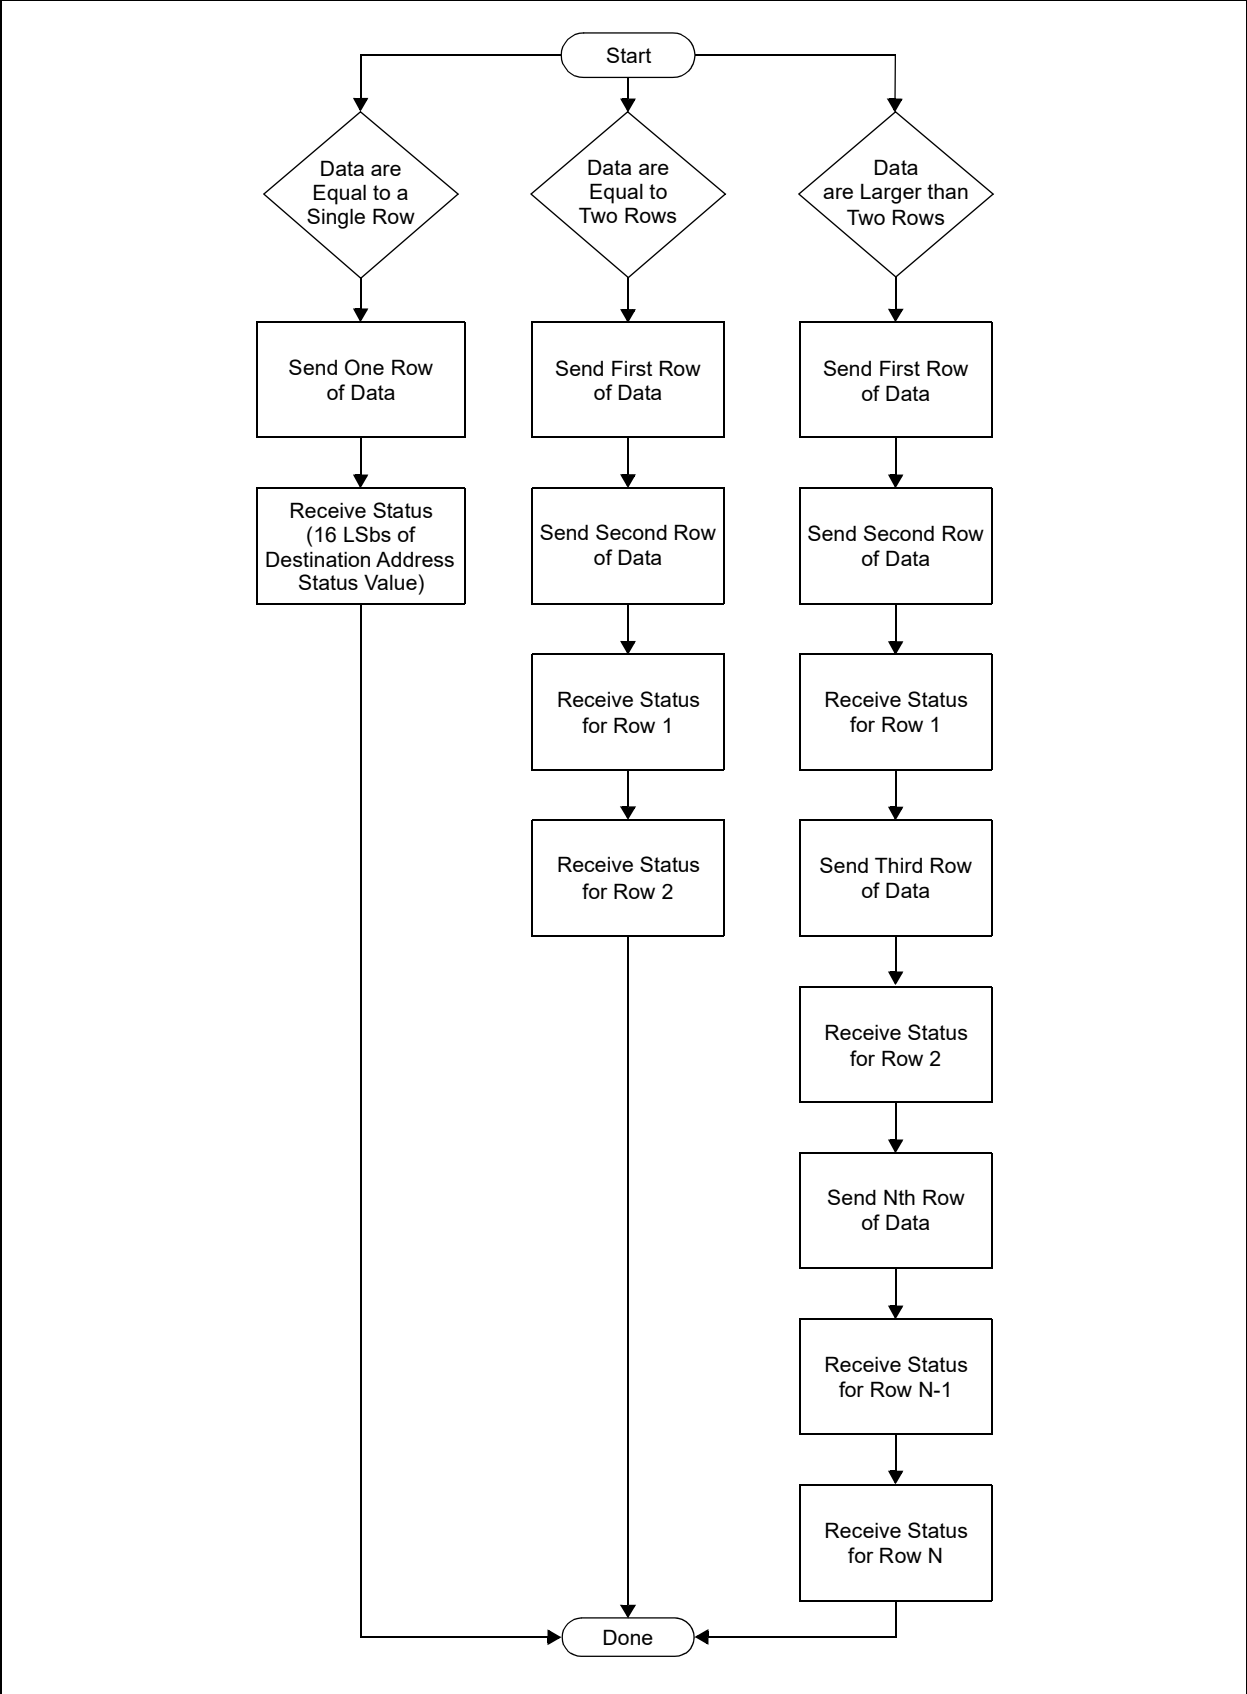 Start
Data are
Equal to a
Single Row
Data are
Equal to
Two Rows
Data
are Larger than
Two Rows
Send One Row
of Data
Send First Row
of Data
Send First Row
of Data
Receive Status
(16 LSbs of
Destination Address
Status Value)
Send Second Row
of Data
Send Second Row
of Data
Receive Status
for Row 1
Receive Status
for Row 1
Receive Status
for Row 2
Send Third Row
of Data
Receive Status
for Row 2
Send Nth Row
of Data
Receive Status
for Row N-1
Receive Status
for Row N
Done